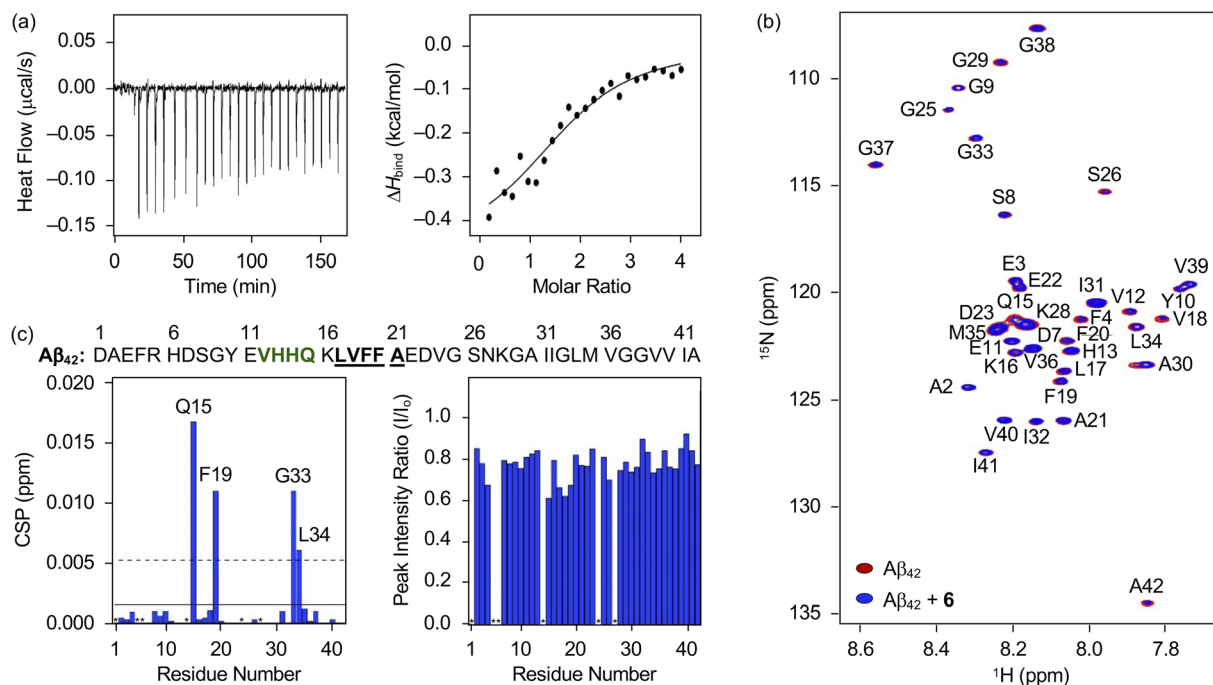 (a)
0.05
0.00
−0.05
−0.10
−0.15
Heat Flow (μcal/s)
0 50 100 150
Time (min)
0.0
−0.1
−0.2
−0.3
−0.4
ΔHbind (kcal/mol)
0 1 2 3 4
Molar Ratio
(b)
110
115
120
125
130
135
15N (ppm)
G38
G29
G9
G25
G33
G37
S26
S8
E3
E22
I31
V39
Q15
K28
V12
Y10
D23
F4
V18
M35
D7
F20
L34
E11
H13
K16
V36
L17
A30
A2
F19
V40
I32
A21
I41
A42
Aβ42
Aβ42 + 6
8.6 8.4 8.2 8.0 7.8
1H (ppm)
(c)
1 6 11 16 21 26 31 36 41
Aβ42: DAEFR HDSGY EVHHQ KLVFF AEDVG SNKGA IIGLM VGGVV IA
0.020
0.015
0.010
0.005
0.000
CSP (ppm)
Q15
F19
G33
L34
* ** * * *
1 10 20 30 40
Residue Number
1.0
0.8
0.6
0.4
0.2
0.0
Peak Intensity Ratio (I/Io)
* ** * * *
1 10 20 30 40
Residue Number